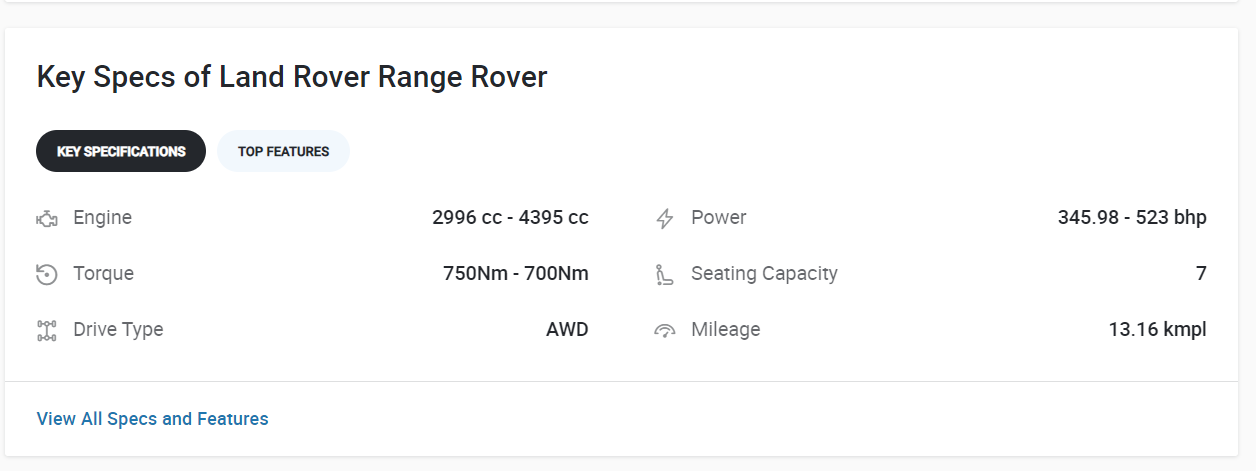 Key Specs of Land Rover Range Rover
KEY SPECIFICATIONS TOP FEATURES
Engine 2996 cc - 4395 cc Power 345.98 - 523 bhp
Torque 750Nm - 700Nm Seating Capacity 7
Drive Type AWD Mileage 13.16 kmpl
View All Specs and Features